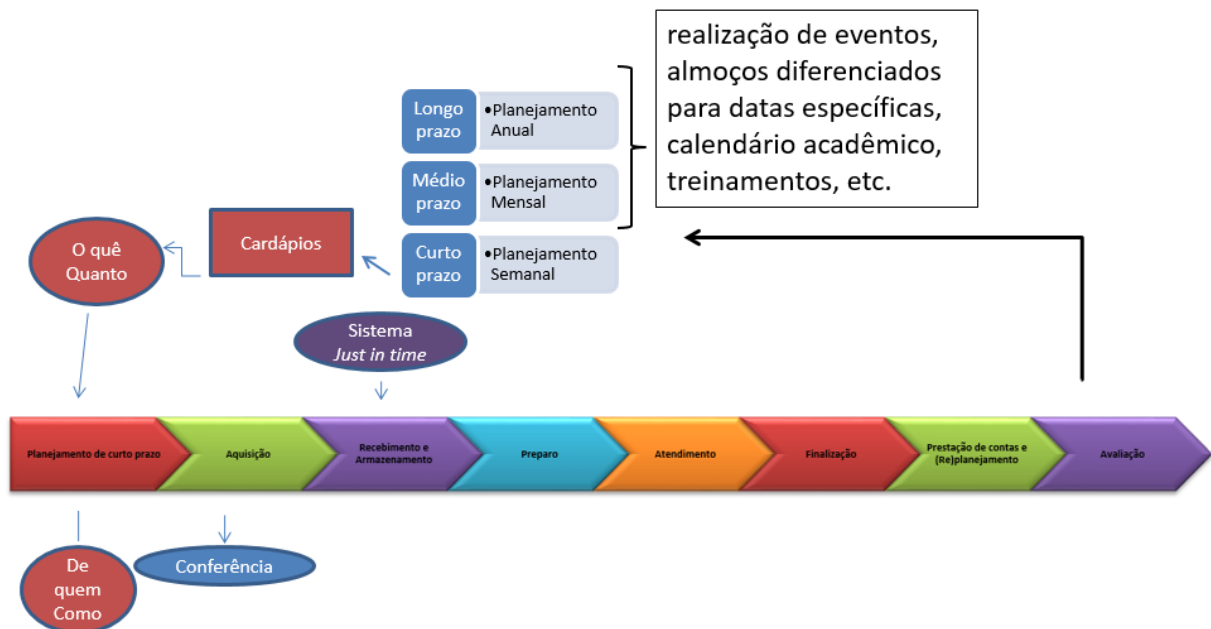 realização de eventos,
almoços diferenciados
para datas específicas,
calendário acadêmico,
treinamentos, etc.
Longo
prazo
•Planejamento
Anual
Médio
prazo
•Planejamento
Mensal
Curto
prazo
•Planejamento
Semanal
Cardápios
O quê
Quanto
Sistema
Just in time
Planejamento de curto prazo
Aquisição
Recebimento e
Armazenamento
Preparo
Atendimento
Finalização
Prestação de contas e
(Re)planejamento
Avaliação
De
quem
Como
Conferência